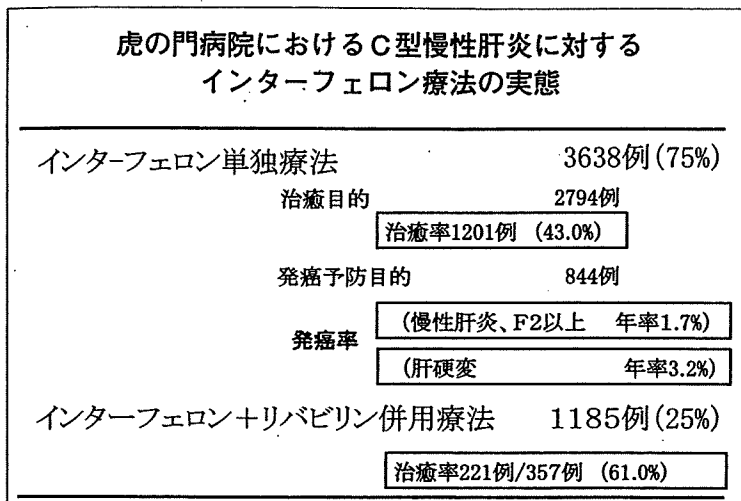 虎の門病院におけるC型慢性肝炎に対する
インターフェロン療法の実態
インターフェロン単独療法 3638例(75%)
治癒目的 2794例
治癒率1201例 (43.0%)
発癌予防目的 844例
発癌率
(慢性肝炎、F2以上 年率1.7%)
(肝硬変 年率3.2%)
インターフェロン＋リバビリン併用療法 1185例(25%)
治癒率221例/357例 (61.0%)